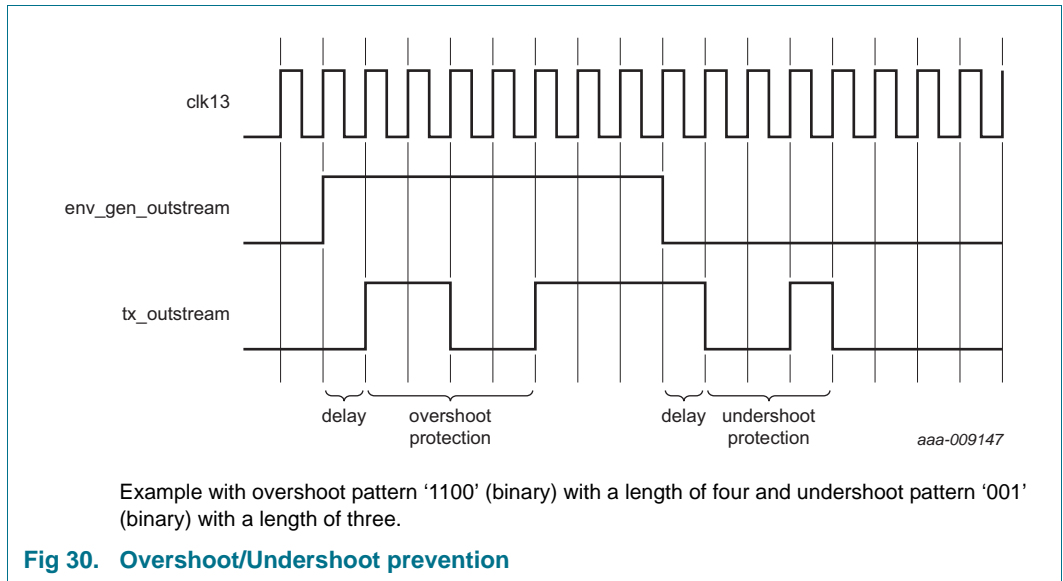 clk13
env_gen_outstream
tx_outstream
delay
overshoot
protection
delay
undershoot
protection
aaa-009147
Example with overshoot pattern ‘1100’ (binary) with a length of four and undershoot pattern ‘001’
(binary) with a length of three.
Fig 30. Overshoot/Undershoot prevention